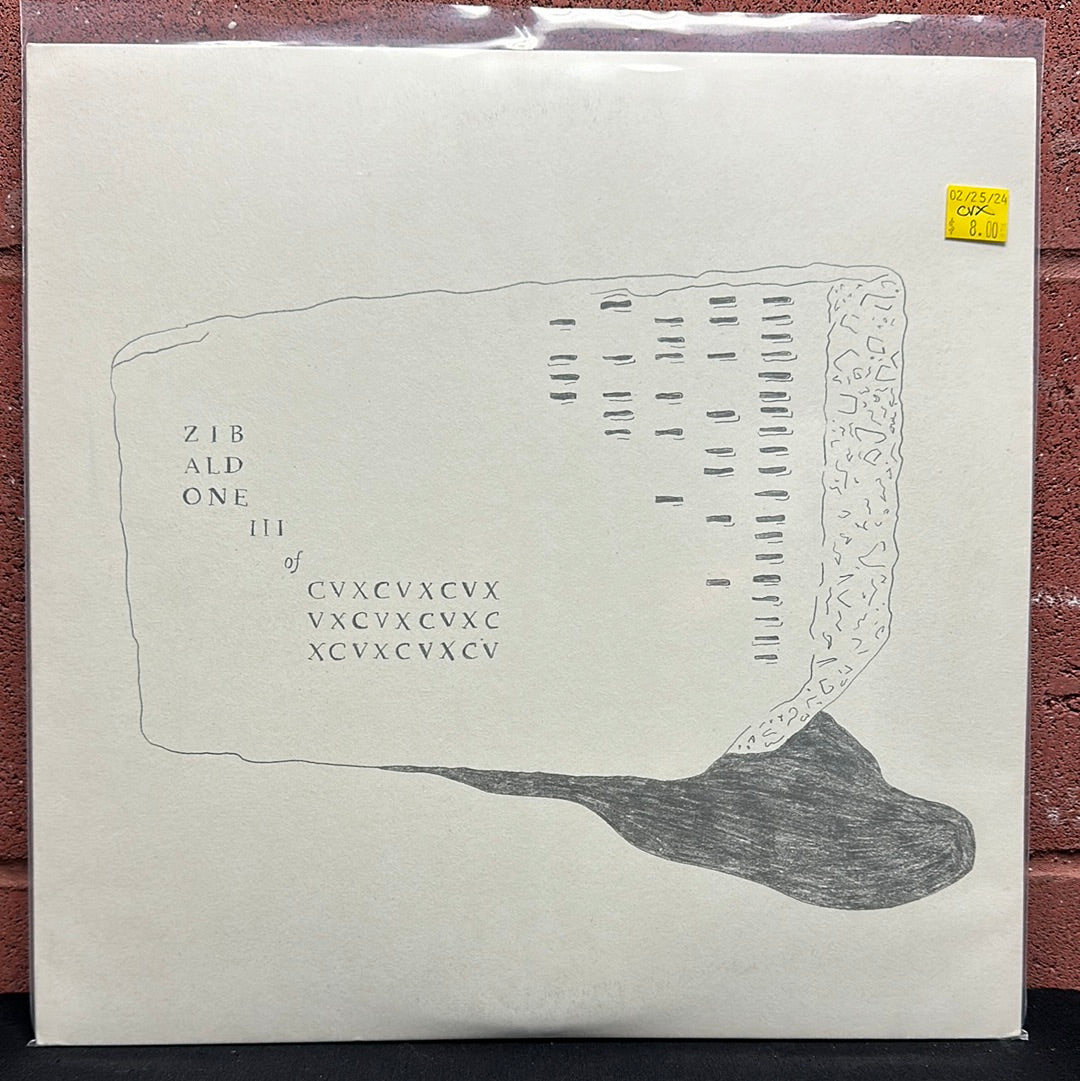 02/25/24
CVX
$ 8.00
ZIB
ALD
ONE
III
of
CVXCVXCVX
VXCVXCVXC
XCVXCVXCV